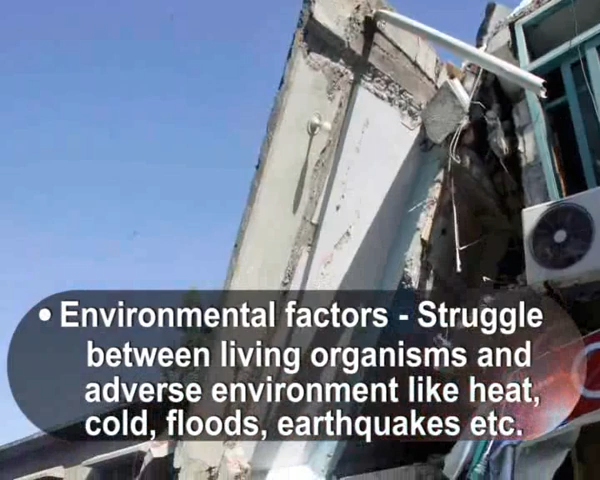 • Environmental factors - Struggle
between living organisms and
adverse environment like heat,
cold, floods, earthquakes etc.